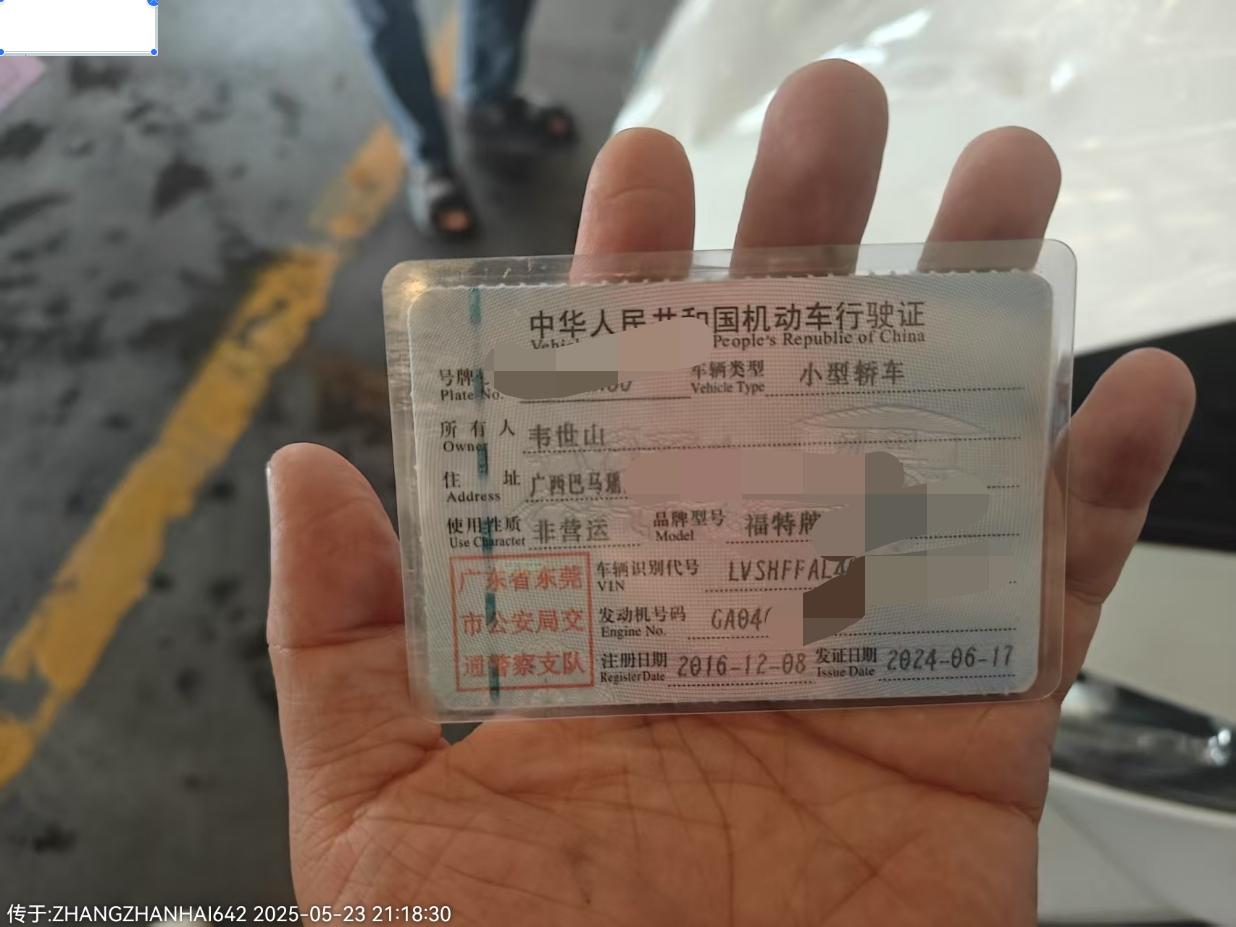 中华人民共和国机动车行驶证
People's Republic of China
号牌
Plate No.
车辆类型 小型轿车
Vehicle Type
所有人 韦世山
Owner
住址 广西巴马瑶
Address
使用性质 非营运 品牌型号 福特牌
Use Character Model
广东省东莞
市公安局交
通警察支队
车辆识别代号 LVSHFFAL4
VIN
发动机号码 GA04
Engine No.
注册日期 2016-12-08 发证日期 2024-06-17
Register Date Issue Date
传于:ZHANGZHANHAI642 2025-05-23 21:18:30